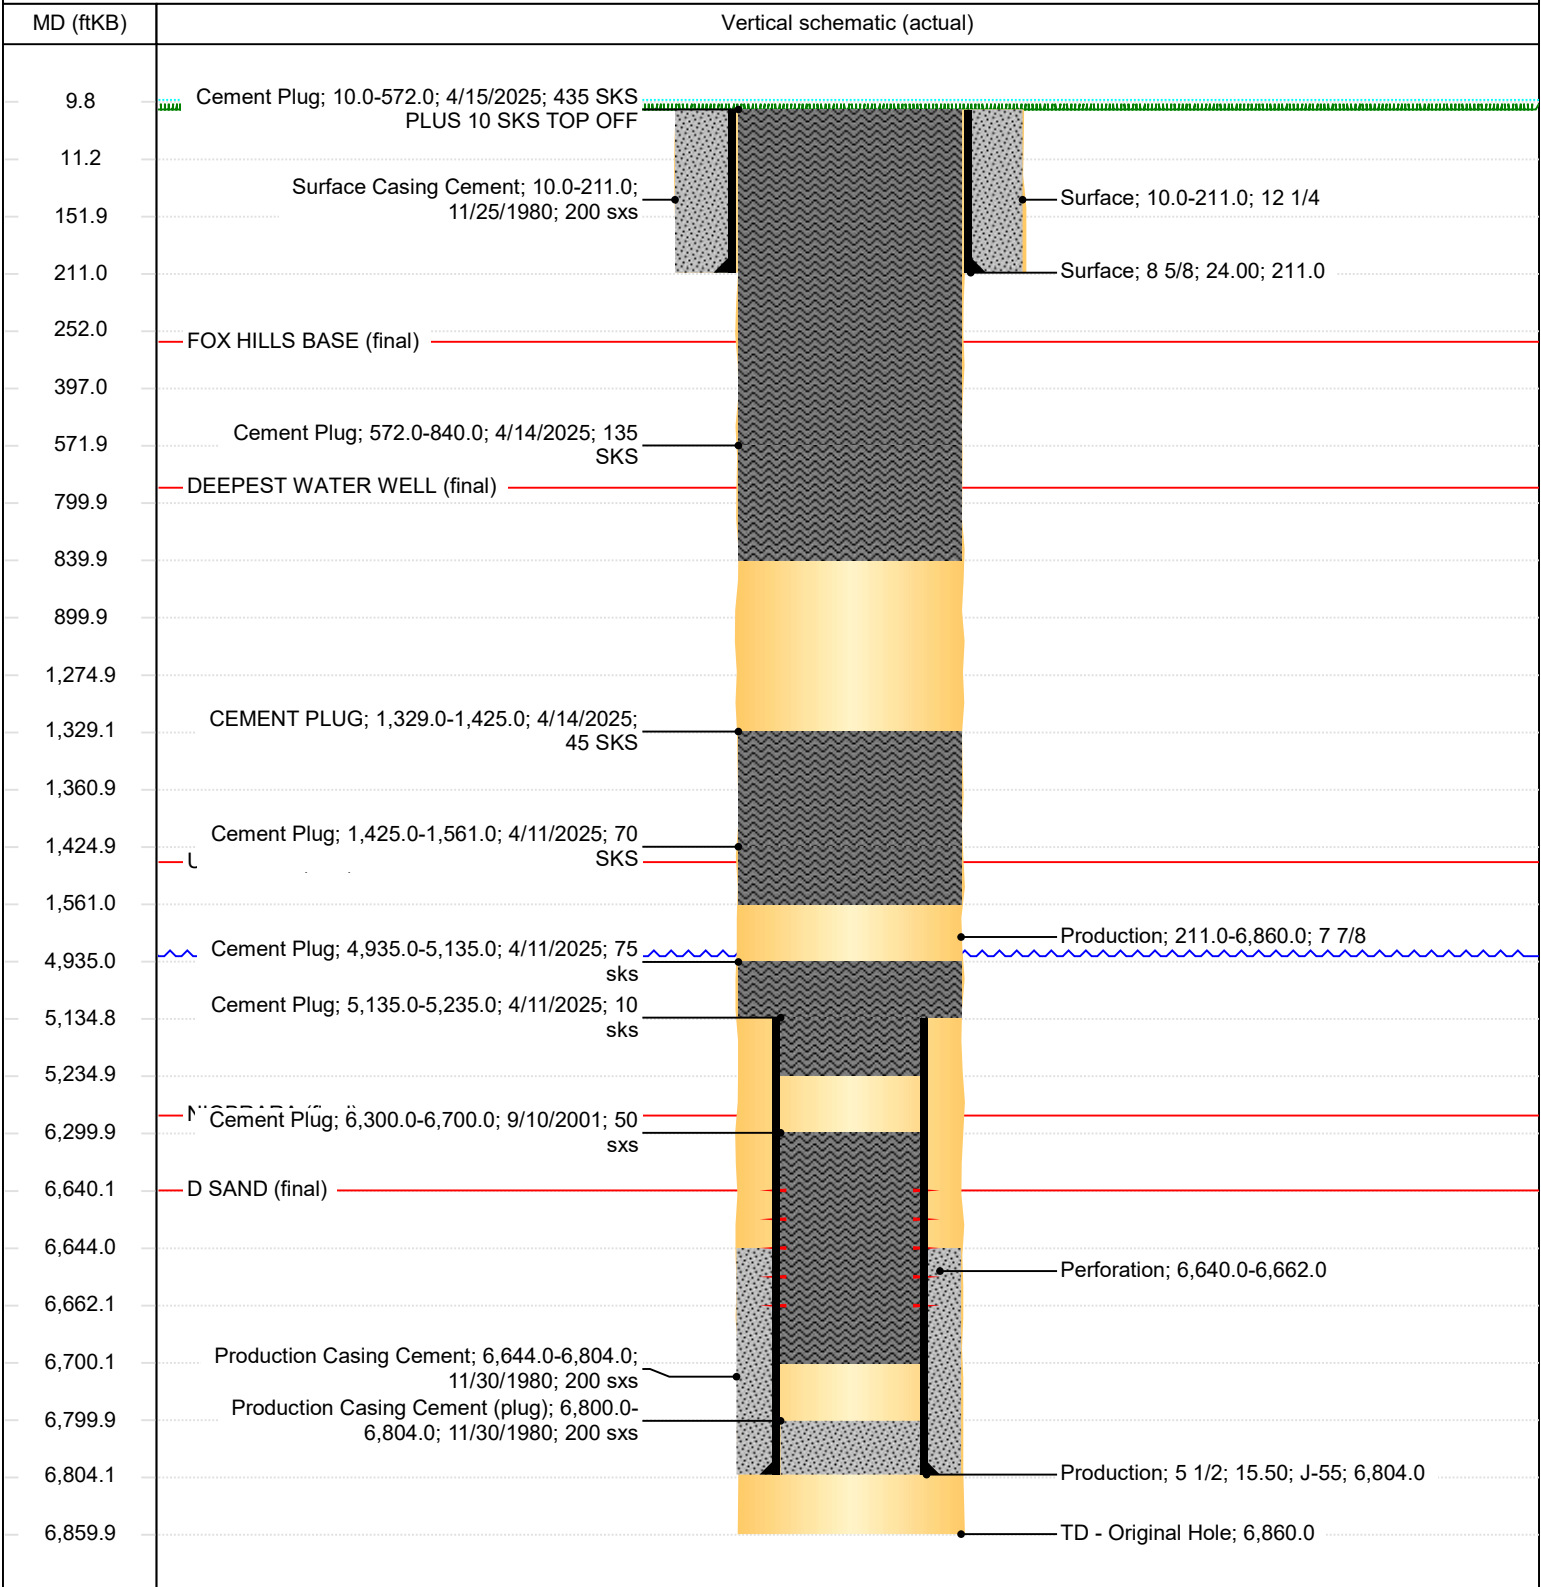 MD (ftKB)
Vertical schematic (actual)
9.8
Cement Plug; 10.0-572.0; 4/15/2025; 435 SKS
PLUS 10 SKS TOP OFF
11.2
Surface Casing Cement; 10.0-211.0;
11/25/1980; 200 sxs
Surface; 10.0-211.0; 12 1/4
151.9
211.0
Surface; 8 5/8; 24.00; 211.0
252.0
FOX HILLS BASE (final)
397.0
Cement Plug; 572.0-840.0; 4/14/2025; 135
SKS
571.9
DEEPEST WATER WELL (final)
799.9
839.9
899.9
1,274.9
CEMENT PLUG; 1,329.0-1,425.0; 4/14/2025;
45 SKS
1,329.1
1,360.9
Cement Plug; 1,425.0-1,561.0; 4/11/2025; 70
SKS
1,424.9
1,561.0
Production; 211.0-6,860.0; 7 7/8
Cement Plug; 4,935.0-5,135.0; 4/11/2025; 75
sks
4,935.0
Cement Plug; 5,135.0-5,235.0; 4/11/2025; 10
sks
5,134.8
5,234.9
Cement Plug; 6,300.0-6,700.0; 9/10/2001; 50
sxs
6,299.9
6,640.1
D SAND (final)
6,644.0
Perforation; 6,640.0-6,662.0
6,662.1
Production Casing Cement; 6,644.0-6,804.0;
11/30/1980; 200 sxs
6,700.1
Production Casing Cement (plug); 6,800.0-
6,804.0; 11/30/1980; 200 sxs
6,799.9
6,804.1
Production; 5 1/2; 15.50; J-55; 6,804.0
6,859.9
TD - Original Hole; 6,860.0